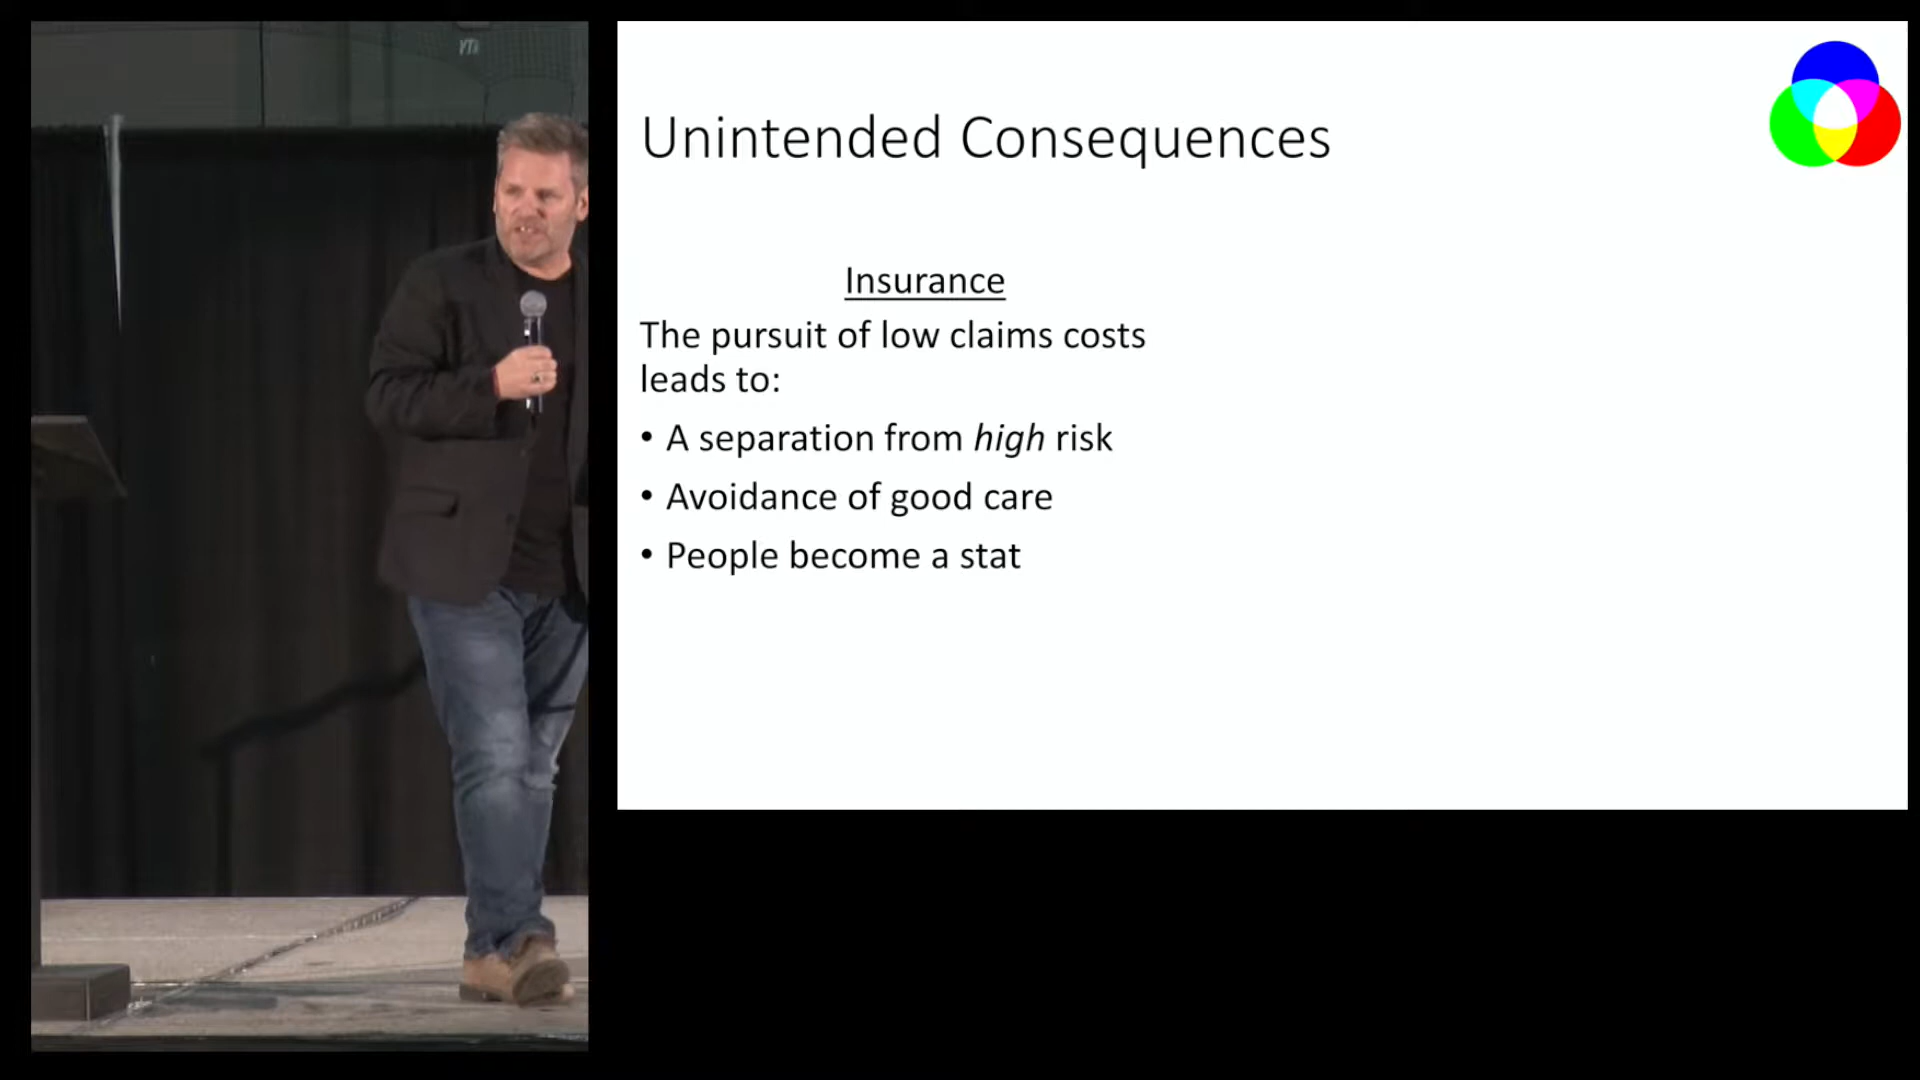 Unintended Consequences
Insurance
The pursuit of low claims costs
leads to:
• A separation from high risk
• Avoidance of good care
• People become a stat